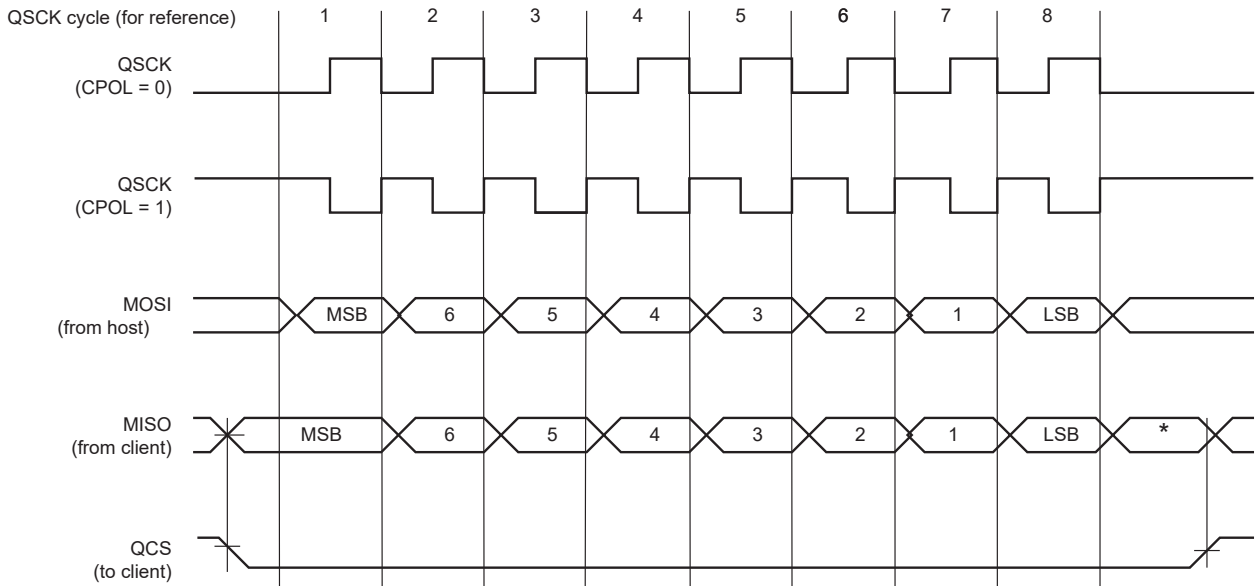 QSCK cycle (for reference) 1 2 3 4 5 6 7 8
QSCK
(CPOL = 0)
QSCK
(CPOL = 1)
MOSI
(from host)
MSB 6 5 4 3 2 1 LSB
MISO
(from client)
MSB 6 5 4 3 2 1 LSB *
QCS
(to client)